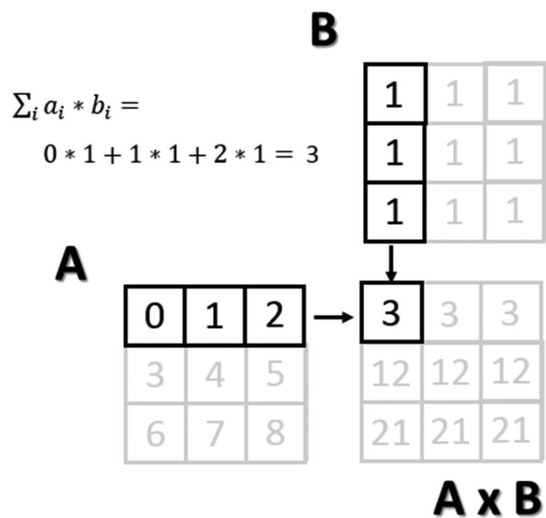 B
∑ᵢ aᵢ * bᵢ =
0 * 1 + 1 * 1 + 2 * 1 = 3
1 1 1
1 1 1
1 1 1
A
0 1 2
3 4 5
6 7 8
3 3 3
12 12 12
21 21 21
A x B